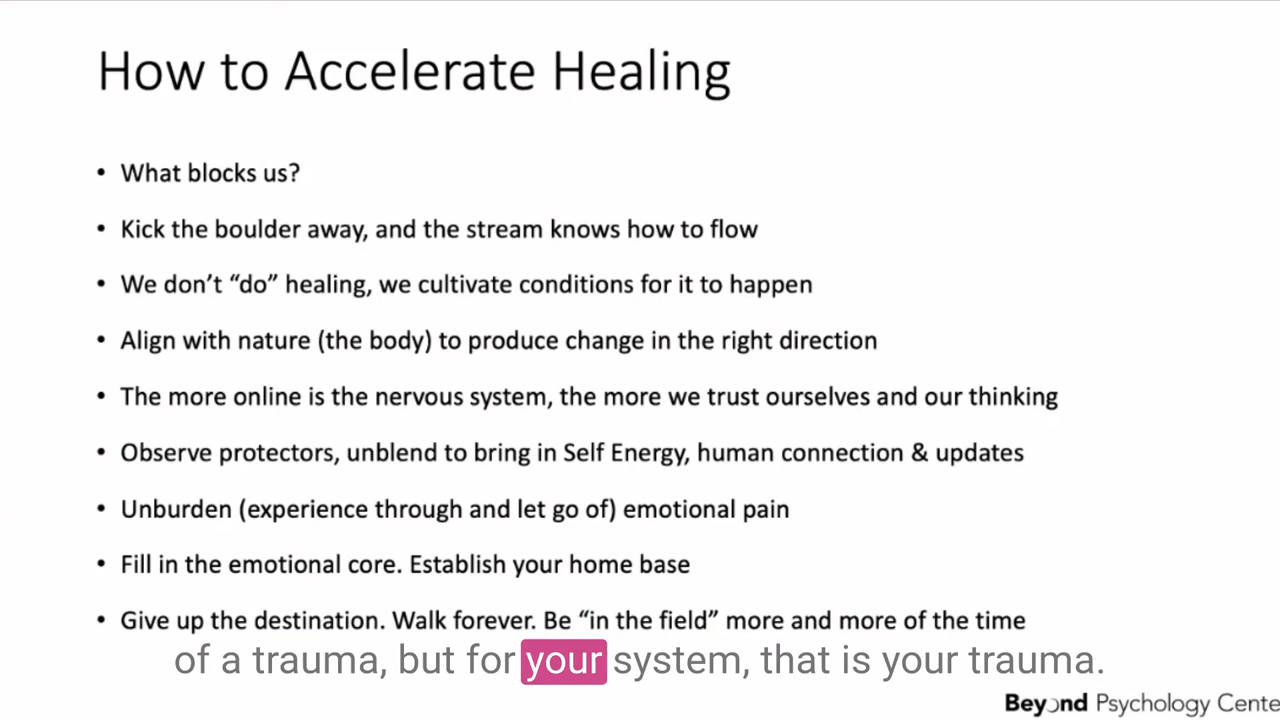 How to Accelerate Healing
• What blocks us?
• Kick the boulder away, and the stream knows how to flow
• We don’t “do” healing, we cultivate conditions for it to happen
• Align with nature (the body) to produce change in the right direction
• The more online is the nervous system, the more we trust ourselves and our thinking
• Observe protectors, unblend to bring in Self Energy, human connection & updates
• Unburden (experience through and let go of) emotional pain
• Fill in the emotional core. Establish your home base
• Give up the destination. Walk forever. Be “in the field” more and more of the time
of a trauma, but for your system, that is your trauma.
Beyond Psychology Cente